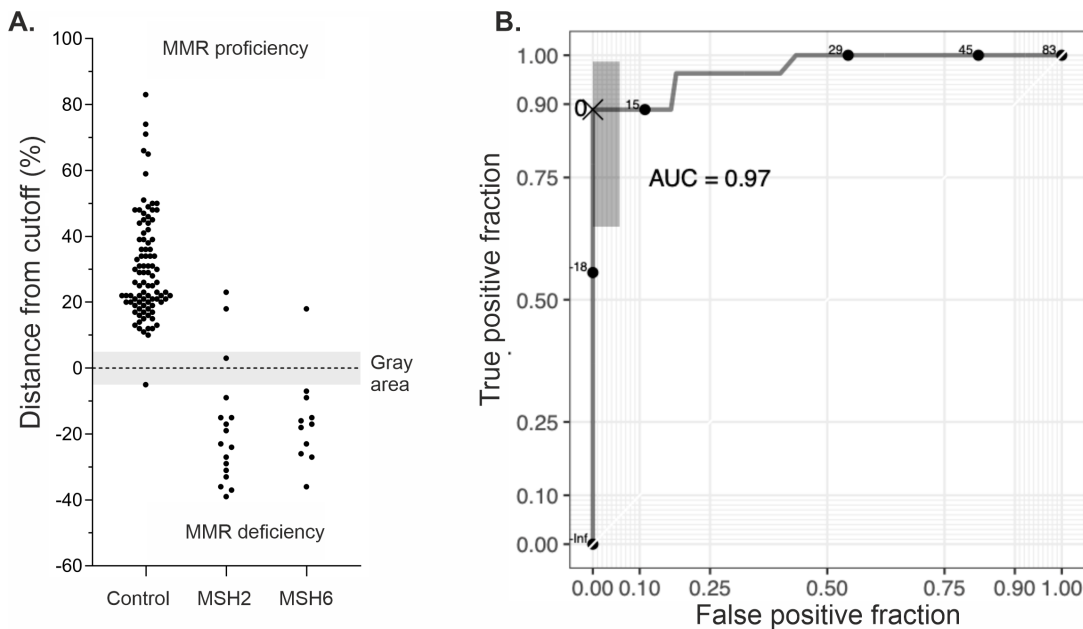 A.
MMR proficiency
Distance from cutoff (%)
100
80
60
40
20
0
-20
-40
-60
Gray
area
MMR deficiency
Control MSH2 MSH6
B.
True positive fraction
1.00
0.90
0.75
0.50
0.25
0.10
0.00
29 45 83
0 15
AUC = 0.97
-18
-Inf
0.00 0.10 0.25 0.50 0.75 0.90 1.00
False positive fraction